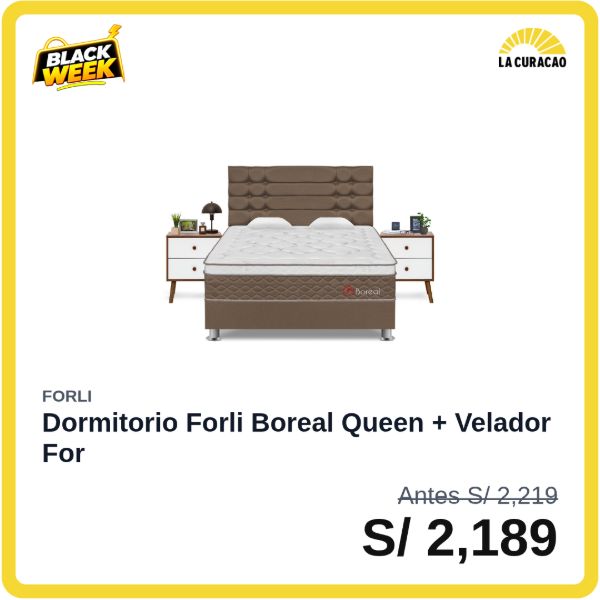 BLACK
WEEK
LA CURACAO
Boreal
FORLI
Dormitorio Forli Boreal Queen + Velador
For
Antes S/ 2,219
S/ 2,189